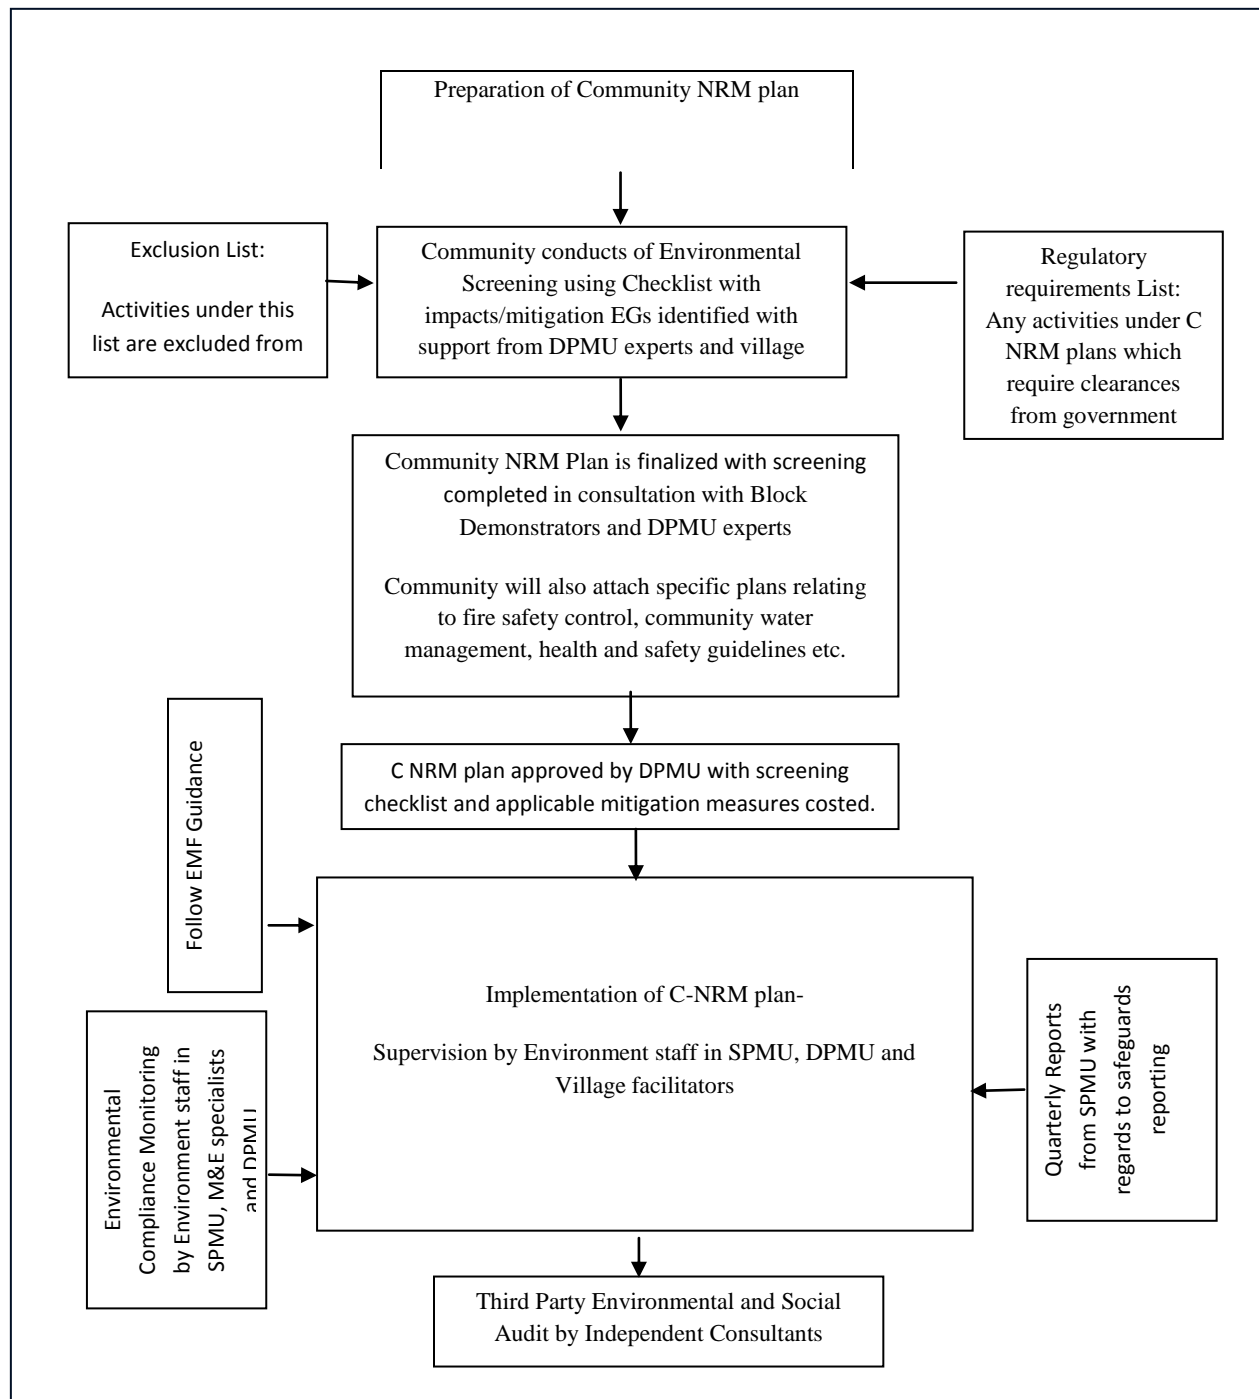 Preparation of Community NRM plan
Exclusion List:
Activities under this
list are excluded from
Community conducts of Environmental
Screening using Checklist with
impacts/mitigation EGs identified with
support from DPMU experts and village
Regulatory
requirements List:
Any activities under C
NRM plans which
require clearances
from government
Community NRM Plan is finalized with screening
completed in consultation with Block
Demonstrators and DPMU experts
Community will also attach specific plans relating
to fire safety control, community water
management, health and safety guidelines etc.
C NRM plan approved by DPMU with screening
checklist and applicable mitigation measures costed.
Follow EMF Guidance
Implementation of C-NRM plan-
Supervision by Environment staff in SPMU, DPMU and
Village facilitators
Environmental
Compliance Monitoring
by Environment staff in
SPMU, M&E specialists
and DPMU
Quarterly Reports
from SPMU with
regards to safeguards
reporting
Third Party Environmental and Social
Audit by Independent Consultants